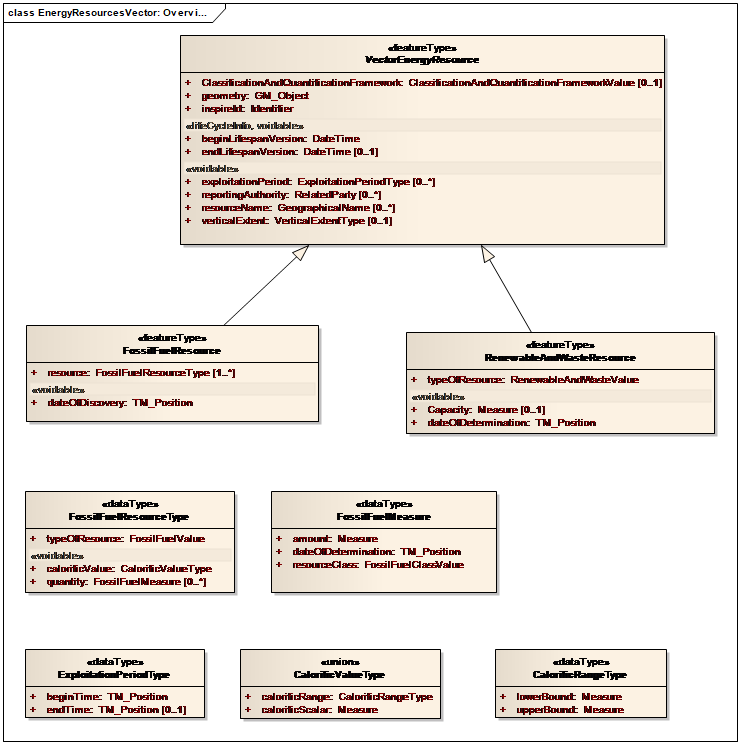 class EnergyResourcesVector: Overvi...
«featureType»
VectorEnergyResource
+ ClassificationAndQuantificationFramework: ClassificationAndQuantificationFrameworkValue [0..1]
+ geometry: GM_Object
+ inspireId: Identifier
«lifeCycleInfo, voidable»
+ beginLifespanVersion: DateTime
+ endLifespanVersion: DateTime [0..1]
«voidable»
+ exploitationPeriod: ExploitationPeriodType [0..*]
+ reportingAuthority: RelatedParty [0..*]
+ resourceName: GeographicalName [0..*]
+ verticalExtent: VerticalExtentType [0..1]
«featureType»
FossilFuelResource
+ resource: FossilFuelResourceType [1..*]
«voidable»
+ dateOfDiscovery: TM_Position
«featureType»
RenewableAndWasteResource
+ typeOfResource: RenewableAndWasteValue
«voidable»
+ Capacity: Measure [0..1]
+ dateOfDetermination: TM_Position
«dataType»
FossilFuelResourceType
+ typeOfResource: FossilFuelValue
«voidable»
+ calorificValue: CalorificValueType
+ quantity: FossilFuelMeasure [0..*]
«dataType»
FossilFuelMeasure
+ amount: Measure
+ dateOfDetermination: TM_Position
+ resourceClass: FossilFuelClassValue
«dataType»
ExploitationPeriodType
+ beginTime: TM_Position
+ endTime: TM_Position [0..1]
«union»
CalorificValueType
+ calorificRange: CalorificRangeType
+ calorificScalar: Measure
«dataType»
CalorificRangeType
+ lowerBound: Measure
+ upperBound: Measure